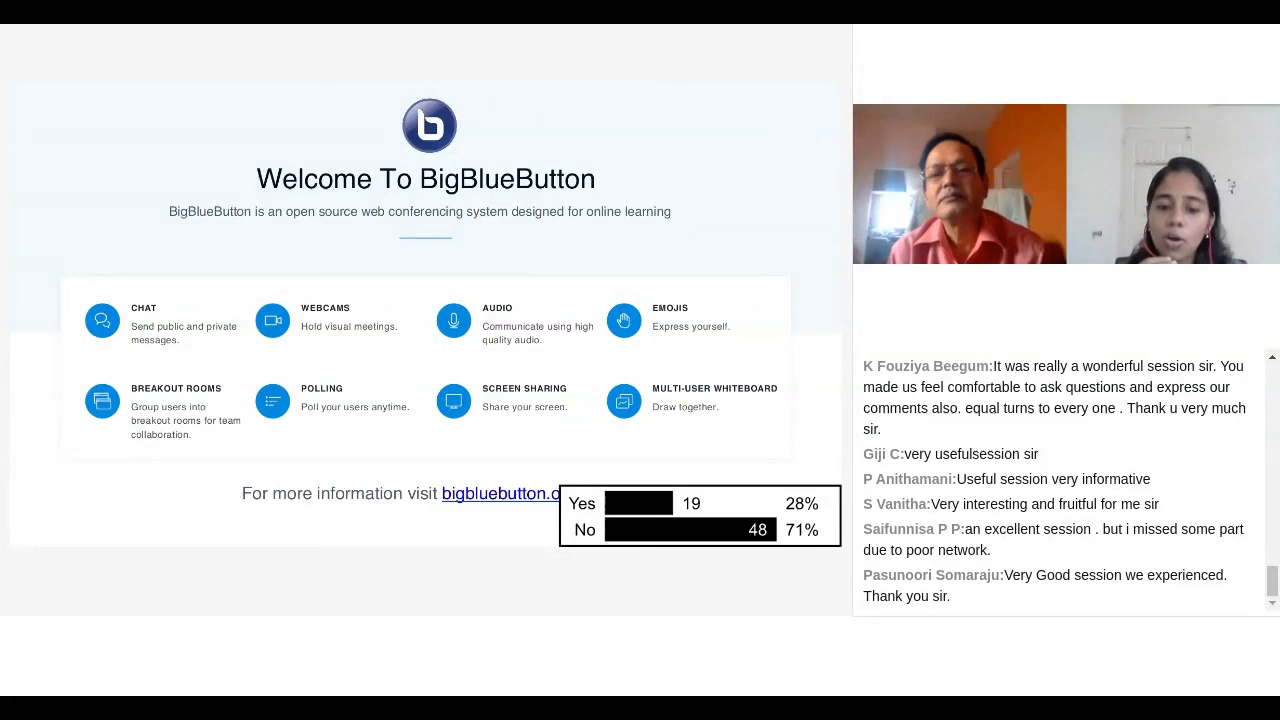 Welcome To BigBlueButton
BigBlueButton is an open source web conferencing system designed for online learning
CHAT
Send public and private
messages.
WEBCAMS
Hold visual meetings.
AUDIO
Communicate using high
quality audio.
EMOJIS
Express yourself.
BREAKOUT ROOMS
Group users into
breakout rooms for team
collaboration.
POLLING
Poll your users anytime.
SCREEN SHARING
Share your screen.
MULTI-USER WHITEBOARD
Draw together.
For more information visit bigbluebutton.o
Yes 19 28%
No 48 71%
K Fouziya Beegum:It was really a wonderful session sir. You
made us feel comfortable to ask questions and express our
comments also. equal turns to every one . Thank u very much
sir.
Giji C:very usefulsession sir
P Anithamani:Useful session very informative
S Vanitha:Very interesting and fruitful for me sir
Saifunnisa P P:an excellent session . but i missed some part
due to poor network.
Pasunoori Somaraju:Very Good session we experienced.
Thank you sir.